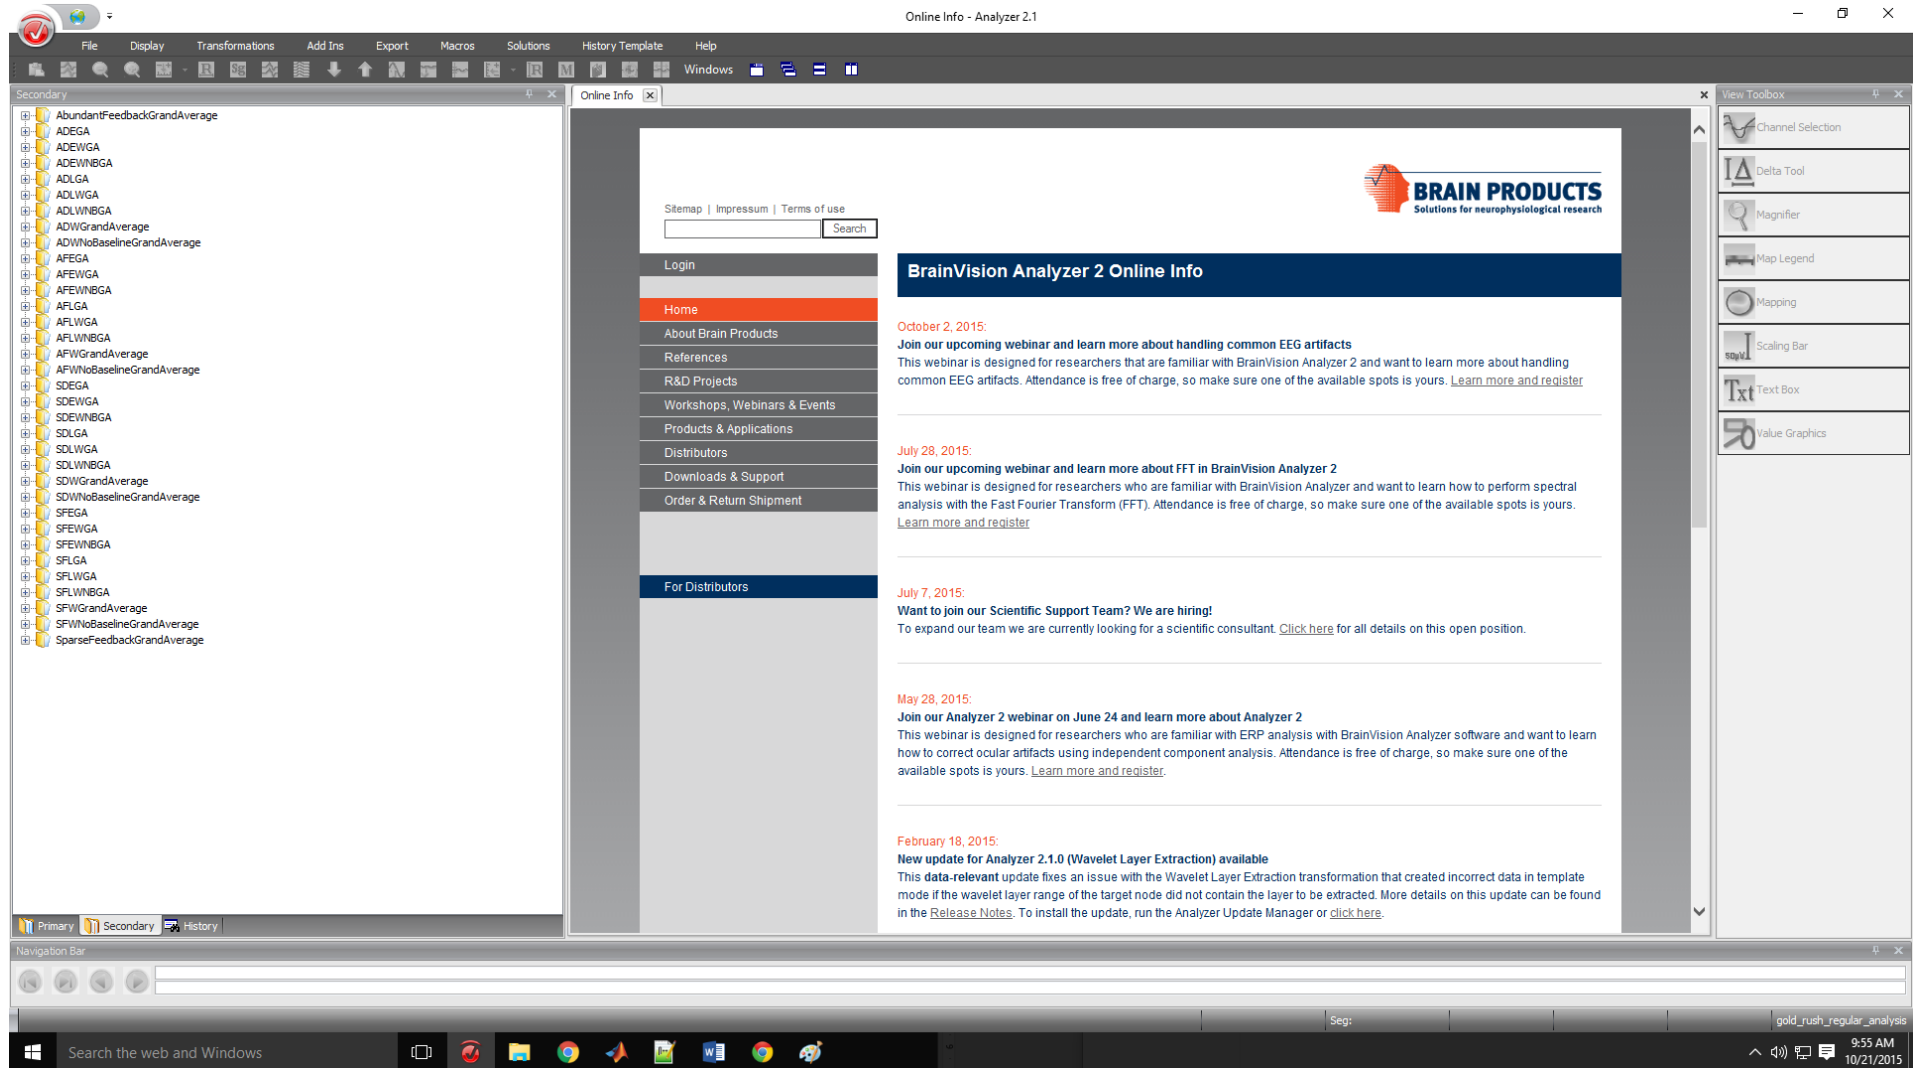 Online Info - Analyzer 2.1
File Display Transformations Add Ins Export Macros Solutions History Template Help
R Sg IR M Windows
Secondary
AbundantFeedbackGrandAverage
ADEGA
ADEWGA
ADEWNBGA
ADLGA
ADLWGA
ADLWNBGA
ADWGrandAverage
ADWNoBaselineGrandAverage
AFEGA
AFEWGA
AFEWNBGA
AFLGA
AFLWGA
AFLWNBGA
AFWGrandAverage
AFWNoBaselineGrandAverage
SDEGA
SDEWGA
SDEWNBGA
SDLGA
SDLWGA
SDLWNBGA
SDWGrandAverage
SDWNoBaselineGrandAverage
SFEGA
SFEWGA
SFEWNBGA
SFLGA
SFLWGA
SFLWNBGA
SFWGrandAverage
SFWNoBaselineGrandAverage
SparseFeedbackGrandAverage
Primary Secondary History
Online Info
BRAIN PRODUCTS
Solutions for neurophysiological research
Sitemap | Impressum | Terms of use
Search
Login
Home
About Brain Products
References
R&D Projects
Workshops, Webinars & Events
Products & Applications
Distributors
Downloads & Support
Order & Return Shipment
For Distributors
BrainVision Analyzer 2 Online Info
October 2, 2015:
Join our upcoming webinar and learn more about handling common EEG artifacts
This webinar is designed for researchers that are familiar with BrainVision Analyzer 2 and want to learn more about handling
common EEG artifacts. Attendance is free of charge, so make sure one of the available spots is yours. Learn more and register
July 28, 2015:
Join our upcoming webinar and learn more about FFT in BrainVision Analyzer 2
This webinar is designed for researchers who are familiar with BrainVision Analyzer and want to learn how to perform spectral
analysis with the Fast Fourier Transform (FFT). Attendance is free of charge, so make sure one of the available spots is yours.
Learn more and register
July 7, 2015:
Want to join our Scientific Support Team? We are hiring!
To expand our team we are currently looking for a scientific consultant. Click here for all details on this open position.
May 28, 2015:
Join our Analyzer 2 webinar on June 24 and learn more about Analyzer 2
This webinar is designed for researchers who are familiar with ERP analysis with BrainVision Analyzer software and want to learn
how to correct ocular artifacts using independent component analysis. Attendance is free of charge, so make sure one of the
available spots is yours. Learn more and register.
February 18, 2015:
New update for Analyzer 2.1.0 (Wavelet Layer Extraction) available
This data-relevant update fixes an issue with the Wavelet Layer Extraction transformation that created incorrect data in template
mode if the wavelet layer range of the target node did not contain the layer to be extracted. More details on this update can be found
in the Release Notes. To install the update, run the Analyzer Update Manager or click here.
View Toolbox
Channel Selection
Delta Tool
Magnifier
Map Legend
Mapping
50µV Scaling Bar
Txt Text Box
Value Graphics
Navigation Bar
Seg:
gold_rush_regular_analysis
Search the web and Windows
9:55 AM
10/21/2015